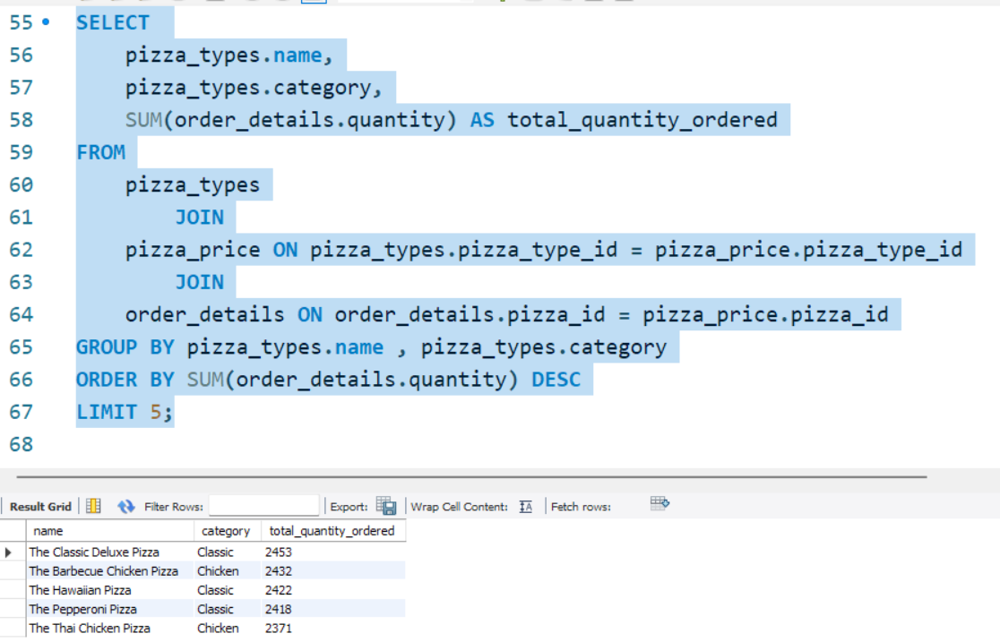 55 SELECT
56 pizza_types.name,
57 pizza_types.category,
58 SUM(order_details.quantity) AS total_quantity_ordered
59 FROM
60 pizza_types
61 JOIN
62 pizza_price ON pizza_types.pizza_type_id = pizza_price.pizza_type_id
63 JOIN
64 order_details ON order_details.pizza_id = pizza_price.pizza_id
65 GROUP BY pizza_types.name , pizza_types.category
66 ORDER BY SUM(order_details.quantity) DESC
67 LIMIT 5;
68
Result Grid Filter Rows: Export: Wrap Cell Content: IA Fetch rows:
name category total_quantity_ordered
The Classic Deluxe Pizza Classic 2453
The Barbecue Chicken Pizza Chicken 2432
The Hawaiian Pizza Classic 2422
The Pepperoni Pizza Classic 2418
The Thai Chicken Pizza Chicken 2371